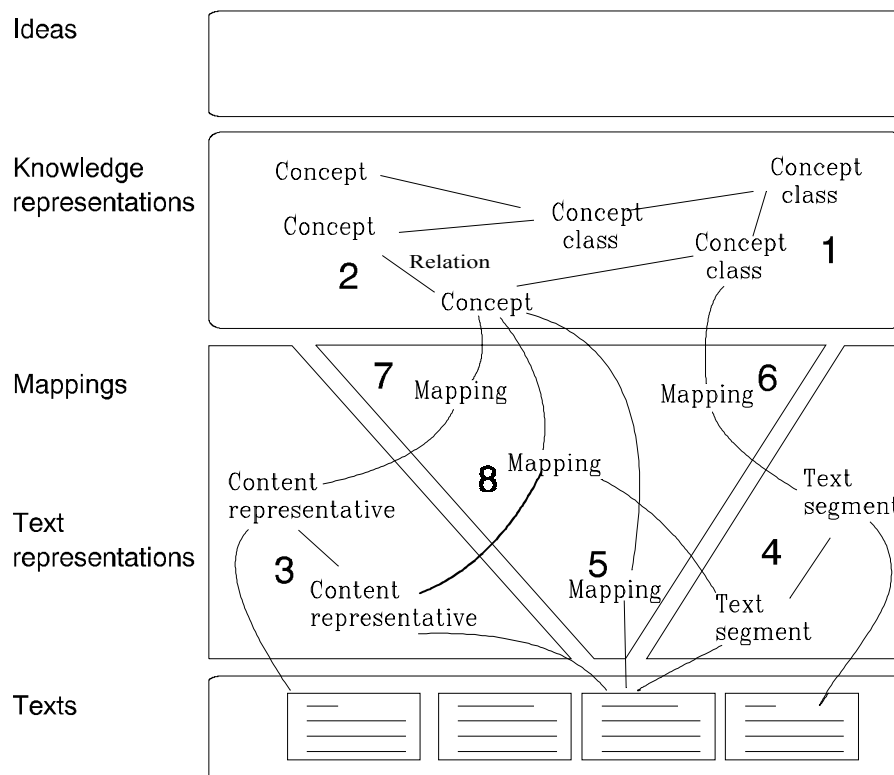 Ideas
Knowledge
representations
Concept
Concept
class
Concept
Concept
class
Concept
class
1
2
Relation
Concept
Mappings
7
Mapping
6
Mapping
8
Mapping
Content
representative
Text
segment
Text
representations
3
Content
representative
5
Mapping
4
Text
segment
Texts